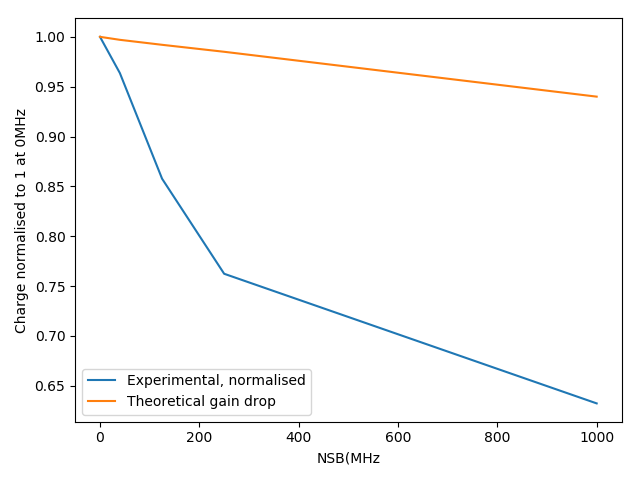 1.00
0.95
0.90
0.85
0.80
0.75
0.70
0.65
Charge normalised to 1 at 0MHz
Experimental, normalised
Theoretical gain drop
0 200 400 600 800 1000
NSB(MHz